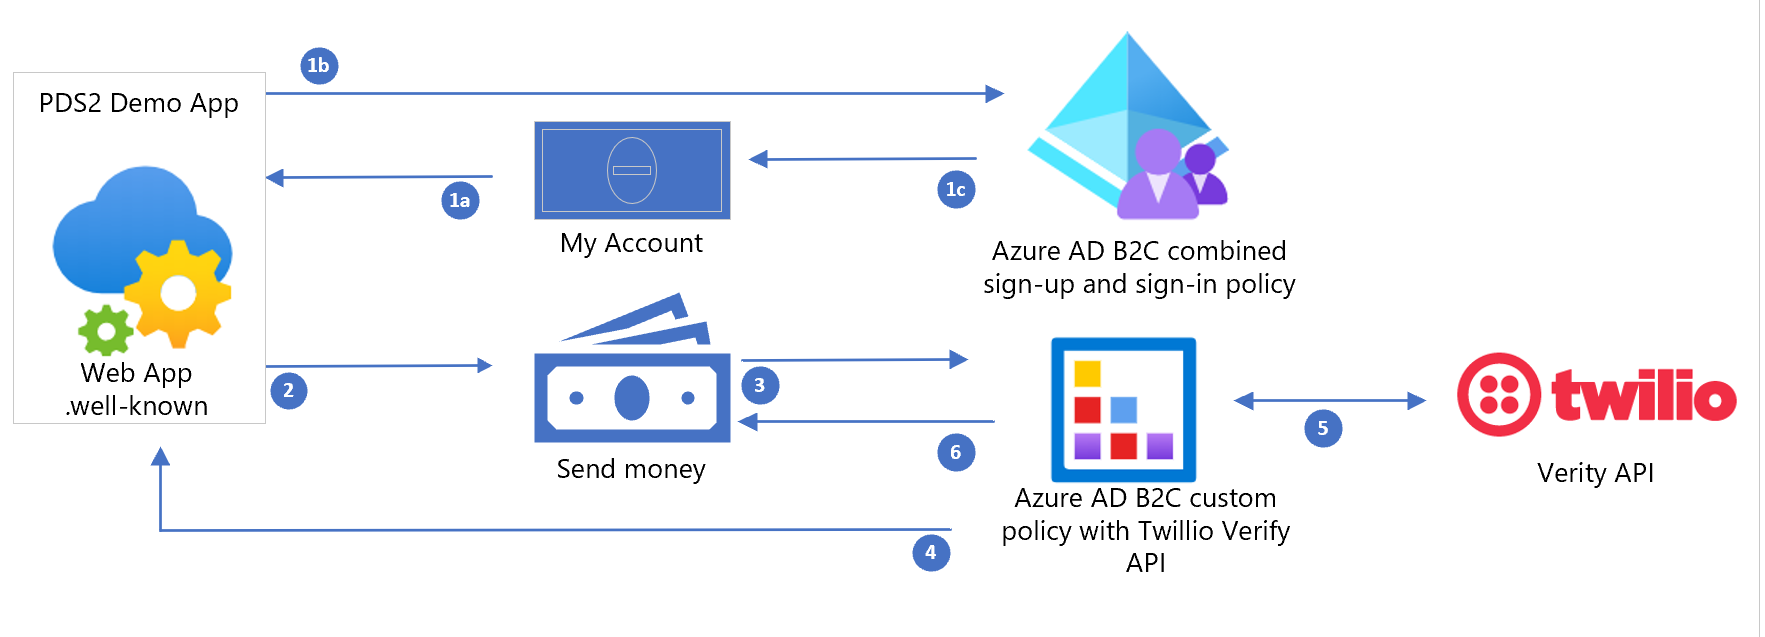 1b
PDS2 Demo App
1a
1c
My Account
Azure AD B2C combined
sign-up and sign-in policy
Web App
.well-known
2
3
6
Send money
5
twilio
Verity API
Azure AD B2C custom
policy with Twillio Verify
API
4